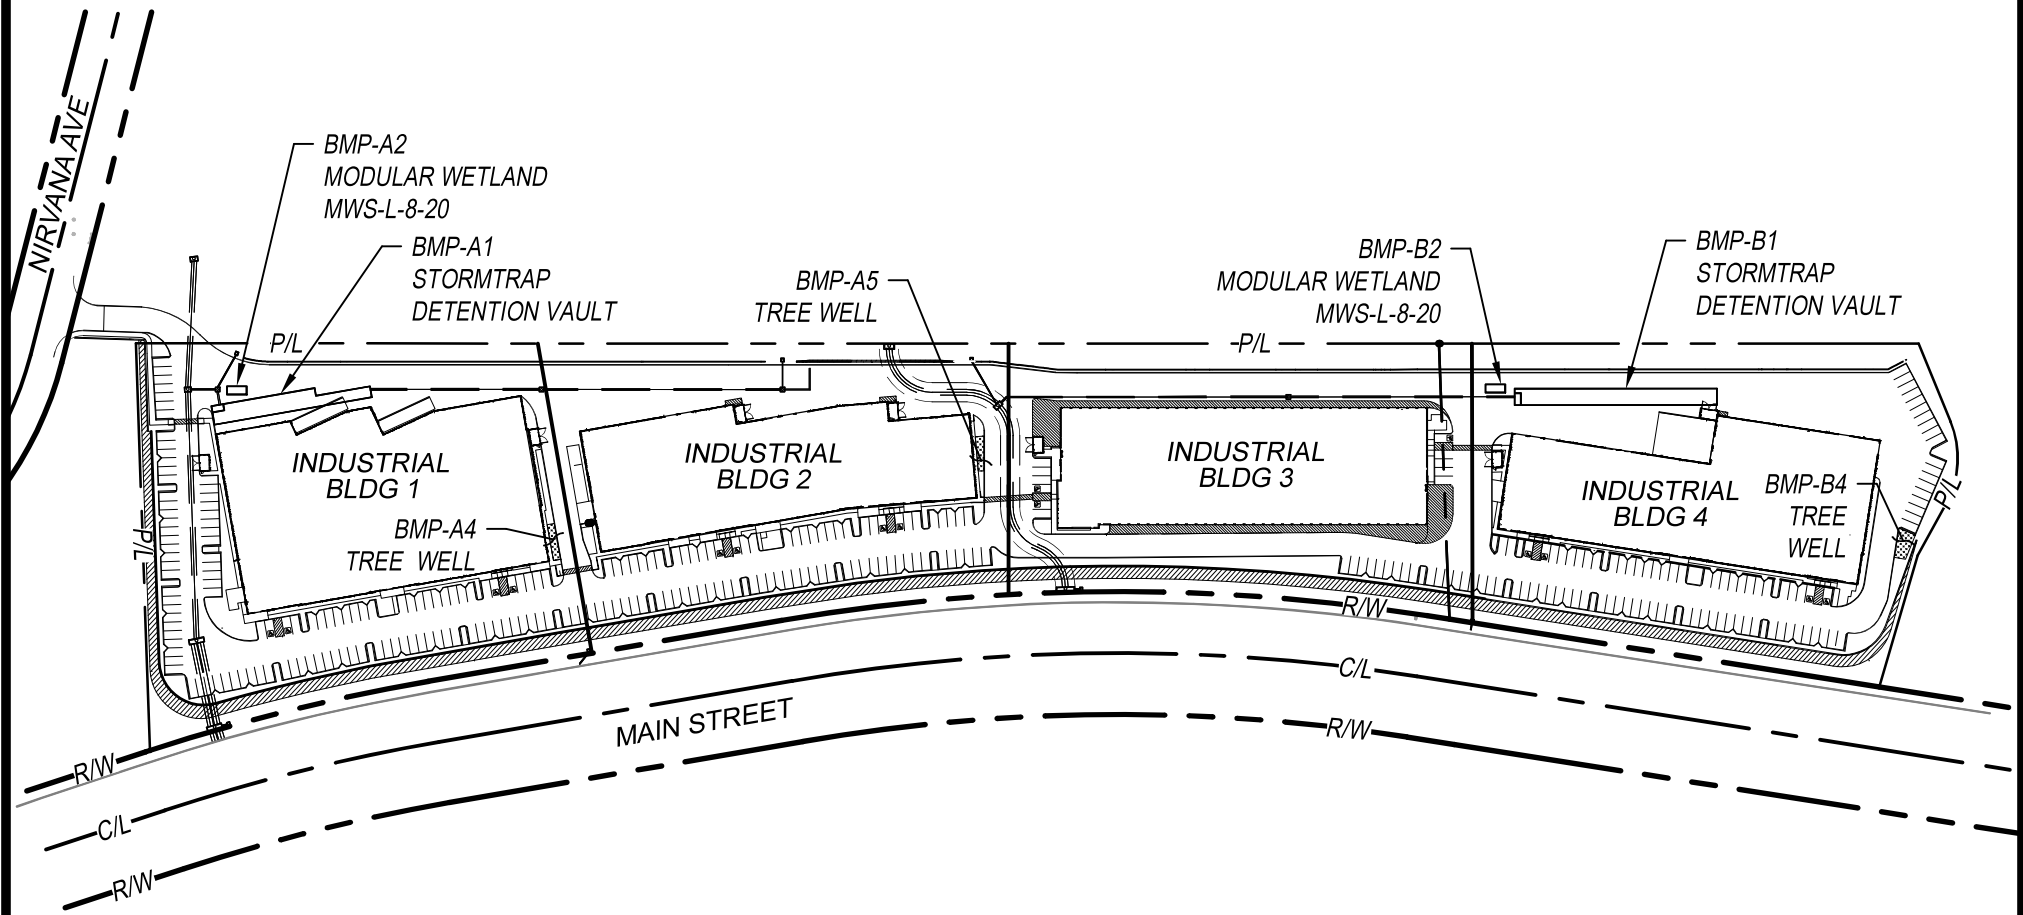 NIRVANA AVE
BMP-A2
MODULAR WETLAND
MWS-L-8-20
BMP-A1
STORMTRAP
DETENTION VAULT
BMP-A5
TREE WELL
BMP-B2
MODULAR WETLAND
MWS-L-8-20
BMP-B1
STORMTRAP
DETENTION VAULT
P/L
P/L
INDUSTRIAL
BLDG 1
INDUSTRIAL
BLDG 2
INDUSTRIAL
BLDG 3
INDUSTRIAL
BLDG 4
BMP-B4
TREE
WELL
P/L
P/L
BMP-A4
TREE WELL
R/W
C/L
MAIN STREET
R/W
R/W
C/L
R/W